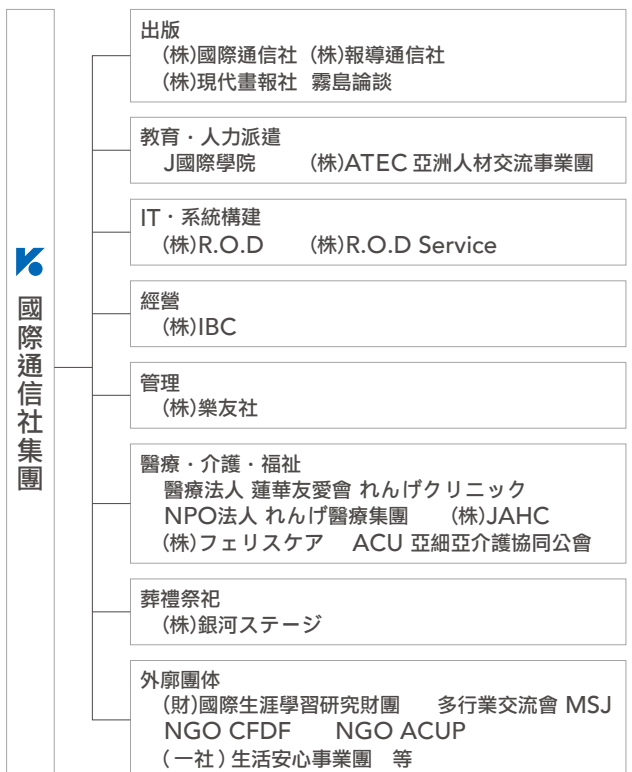 國際通信社集團
出版
(株)國際通信社 (株)報導通信社
(株)現代畫報社 霧島論談
教育・人力派遣
J國際學院 (株)ATEC 亞洲人材交流事業團
IT・系統構建
(株)R.O.D (株)R.O.D Service
經營
(株)IBC
管理
(株)樂友社
醫療・介護・福祉
醫療法人 蓮華友愛會 れんげクリニック
NPO法人 れんげ醫療集團 (株)JAHC
(株)フェリスケア ACU 亞細亞介護協同公會
葬禮祭祀
(株)銀河ステージ
外廓團体
(財)國際生涯學習研究財團 多行業交流會 MSJ
NGO CFDF NGO ACUP
(一社)生活安心事業團 等